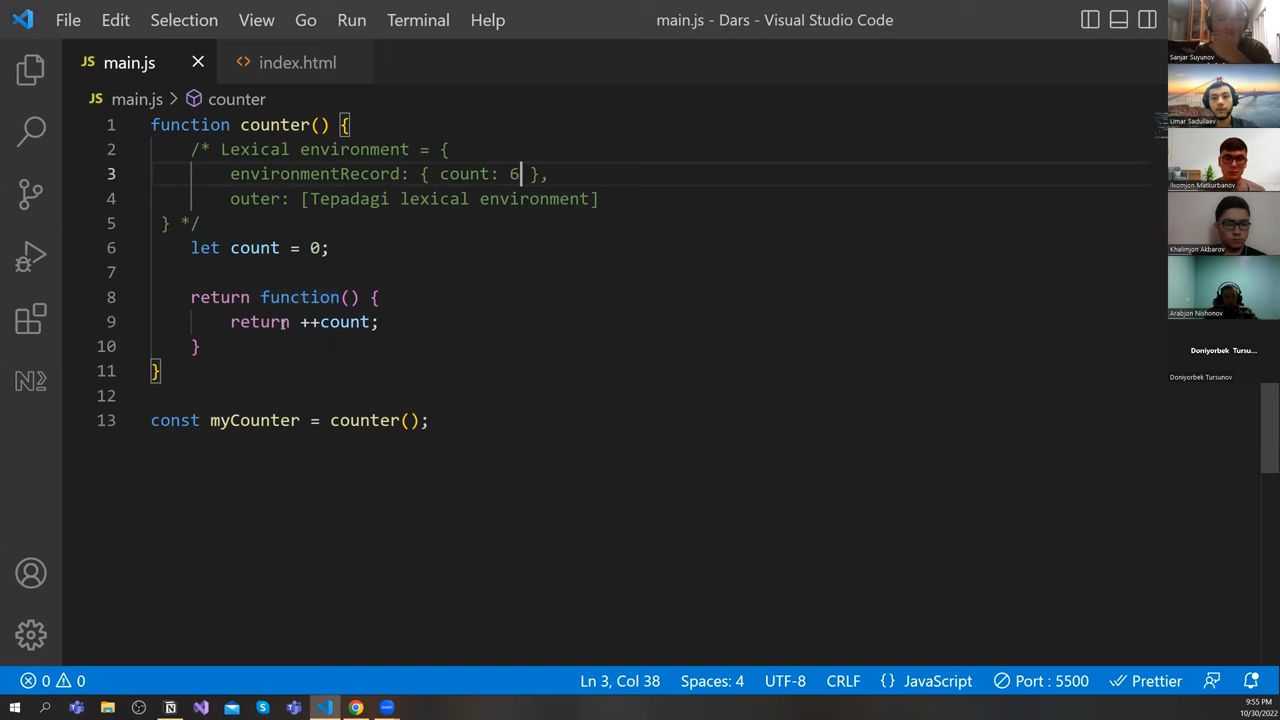 File Edit Selection View Go Run Terminal Help
main.js - Dars - Visual Studio Code
JS main.js × <> index.html
JS main.js > counter
1 function counter() {
2 /* Lexical environment = {
3 environmentRecord: { count: 6 },
4 outer: [Tepadagi lexical environment]
5 } */
6 let count = 0;
7
8 return function() {
9 return ++count;
10 }
11 }
12
13 const myCounter = counter();
Sanjar Suyunov
Umar Sadullaev
Ilxomjon Matkurbanov
Khalimjon Akbarov
Arabjon Nishonov
Doniyorbek Tursu...
Doniyorbek Tursunov
0 0 Ln 3, Col 38 Spaces: 4 UTF-8 CRLF {} JavaScript Port : 5500 Prettier
9:55 PM
10/30/2022